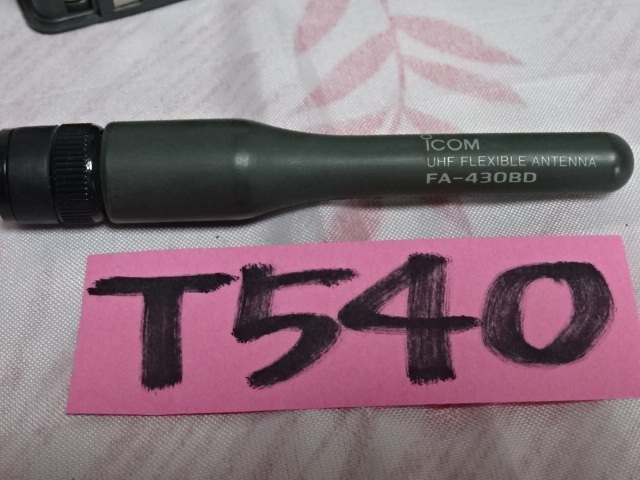 ICOM
UHF FLEXIBLE ANTENNA
FA-430BD
T540